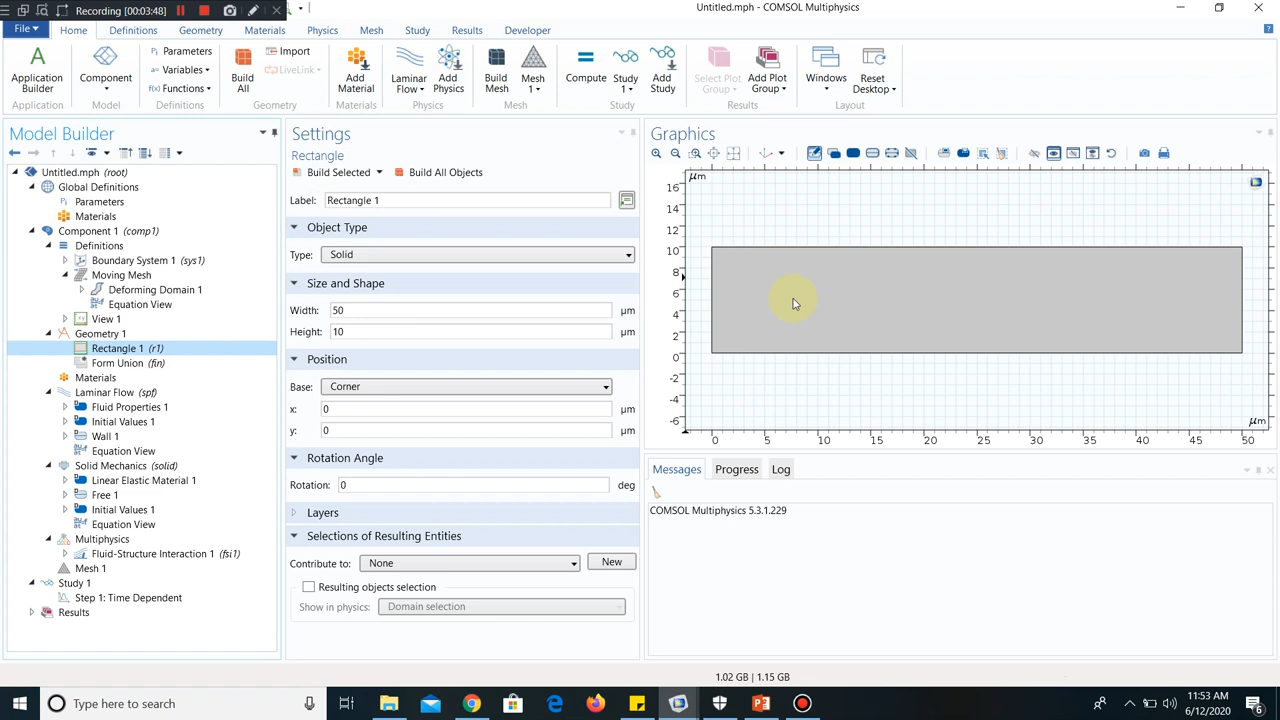 Recording [00:03:48]
Untitled.mph - COMSOL Multiphysics
File
Home
Definitions
Geometry
Materials
Physics
Mesh
Study
Results
Developer
Application Builder
Component
Parameters
Variables
Functions
Build All
Import
LiveLink
Add Material
Laminar Flow
Add Physics
Build Mesh
Mesh 1
Compute
Study 1
Add Study
Select Plot Group
Add Plot Group
Windows
Reset Desktop
Application
Model
Definitions
Geometry
Materials
Physics
Mesh
Study
Results
Layout
Model Builder
Untitled.mph (root)
Global Definitions
Parameters
Materials
Component 1 (comp1)
Definitions
Boundary System 1 (sys1)
Moving Mesh
Deforming Domain 1
Equation View
View 1
Geometry 1
Rectangle 1 (r1)
Form Union (fin)
Materials
Laminar Flow (spf)
Fluid Properties 1
Initial Values 1
Wall 1
Equation View
Solid Mechanics (solid)
Linear Elastic Material 1
Free 1
Initial Values 1
Equation View
Multiphysics
Fluid-Structure Interaction 1 (fsi1)
Mesh 1
Study 1
Step 1: Time Dependent
Results
Settings
Rectangle
Build Selected
Build All Objects
Label: Rectangle 1
Object Type
Type: Solid
Size and Shape
Width: 50 µm
Height: 10 µm
Position
Base: Corner
x: 0 µm
y: 0 µm
Rotation Angle
Rotation: 0 deg
Layers
Selections of Resulting Entities
Contribute to: None New
Resulting objects selection
Show in physics: Domain selection
Graphics
µm
16
14
12
10
8
6
4
2
0
-2
-4
-6
µm
0 5 10 15 20 25 30 35 40 45 50
Messages
Progress
Log
COMSOL Multiphysics 5.3.1.229
1.02 GB | 1.15 GB
Type here to search
11:53 AM
6/12/2020
6